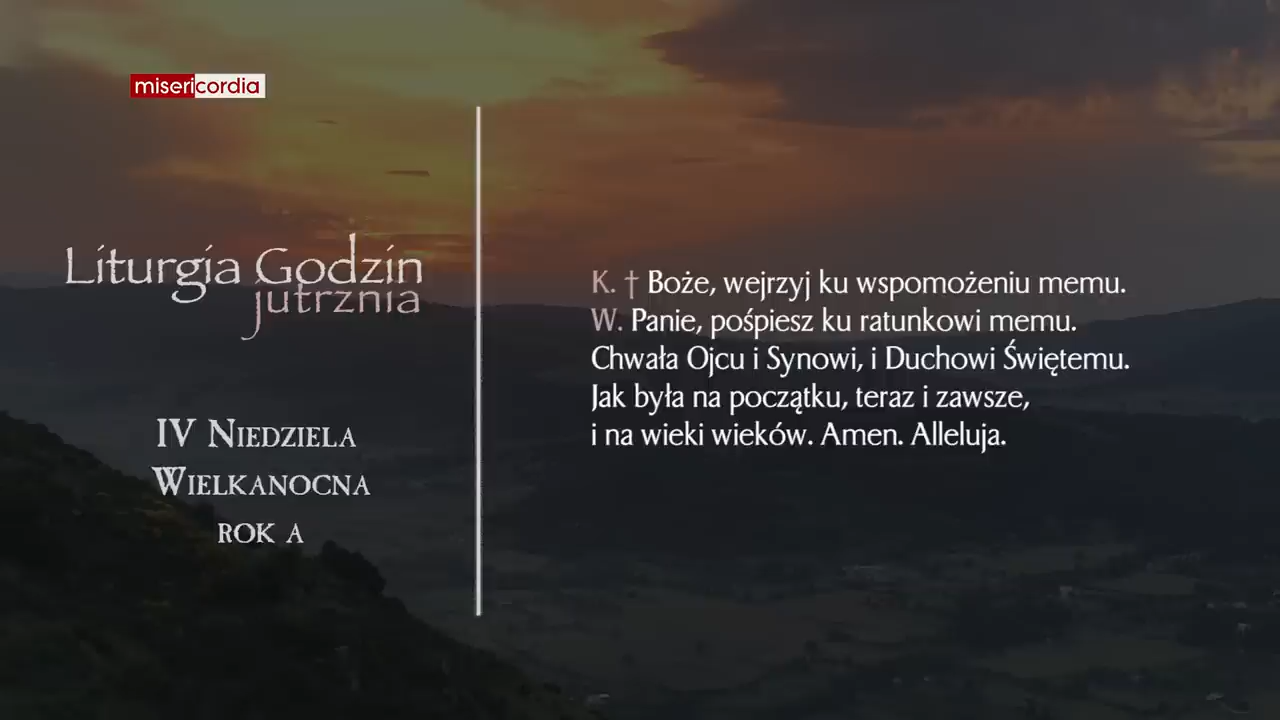 misericordia
Liturgia Godzin
jutrznia
IV Niedziela
Wielkanocna
rok A
K. † Boże, wejrzyj ku wspomożeniu memu.
W. Panie, pośpiesz ku ratunkowi memu.
Chwała Ojcu i Synowi, i Duchowi Świętemu.
Jak była na początku, teraz i zawsze,
i na wieki wieków. Amen. Alleluja.